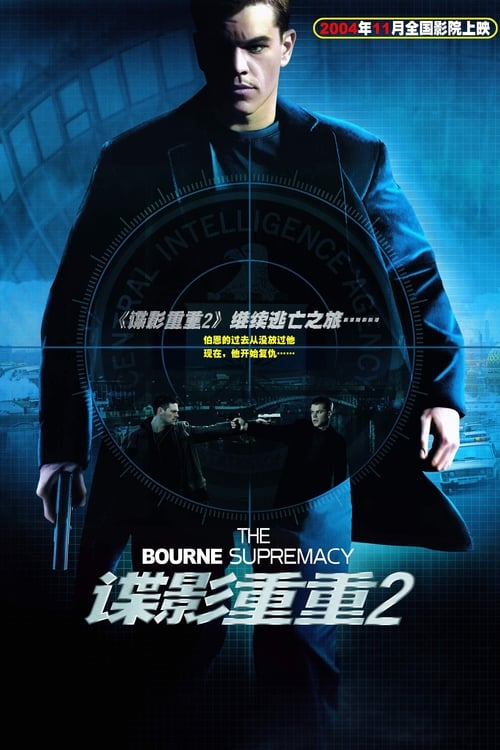 2004年11月全国影院上映
CENTRAL INTELLIGENCE AGENCY
《谍影重重2》继续逃亡之旅……
伯恩的过去从没放过他
现在，他开始复仇……
THE
BOURNE SUPREMACY
谍影重重2